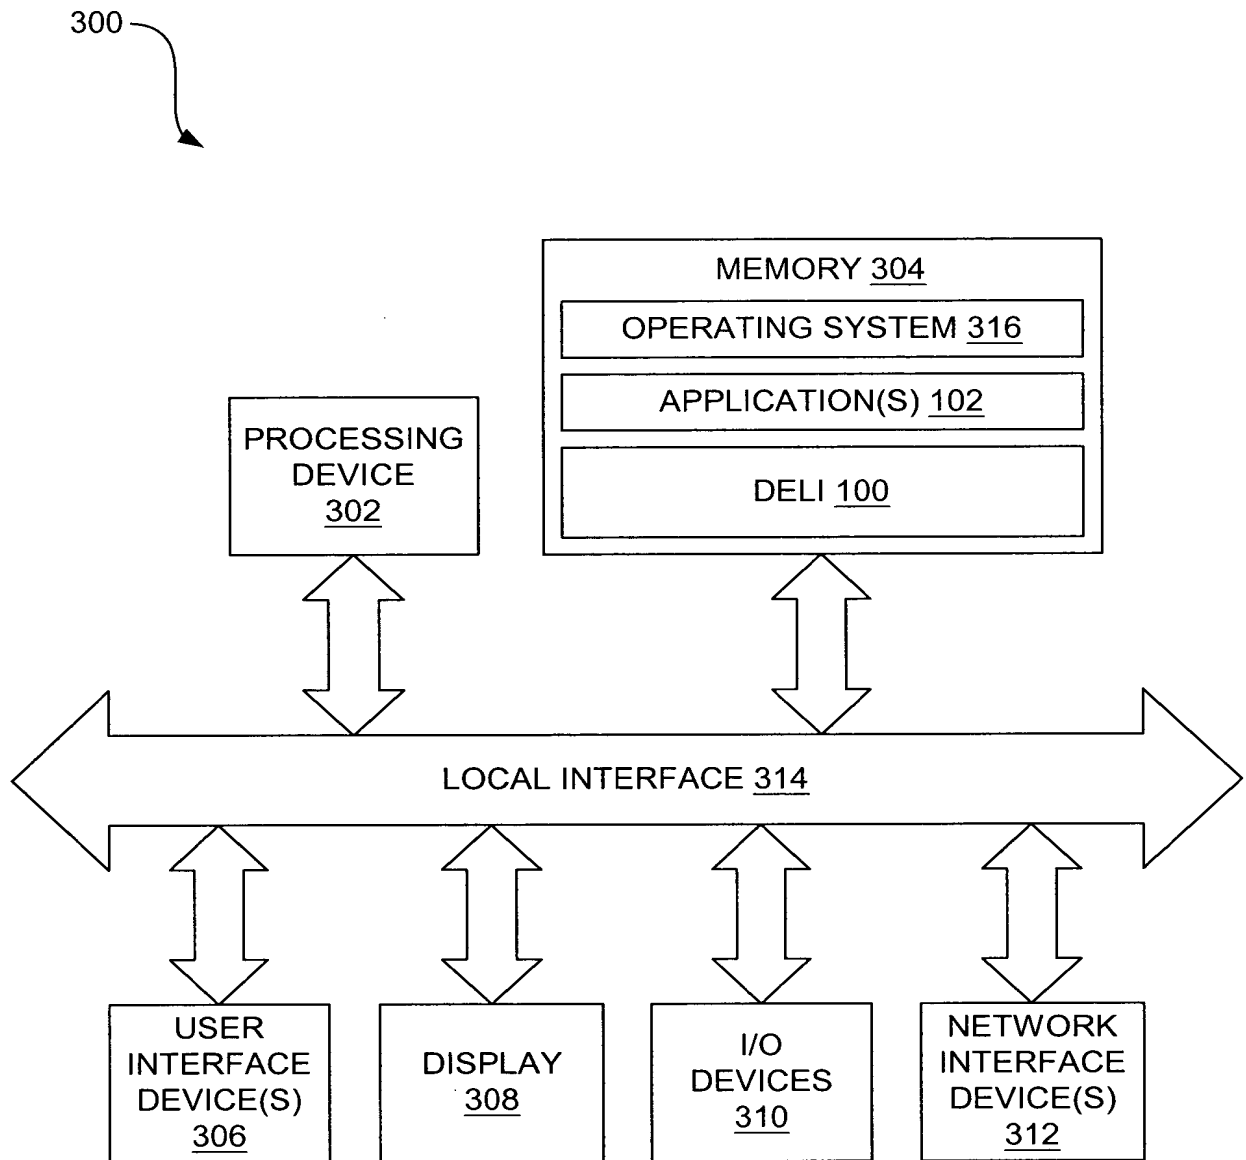 300
MEMORY 304
OPERATING SYSTEM 316
APPLICATION(S) 102
DELI 100
PROCESSING
DEVICE
302
LOCAL INTERFACE 314
USER
INTERFACE
DEVICE(S)
306
DISPLAY
308
I/O
DEVICES
310
NETWORK
INTERFACE
DEVICE(S)
312